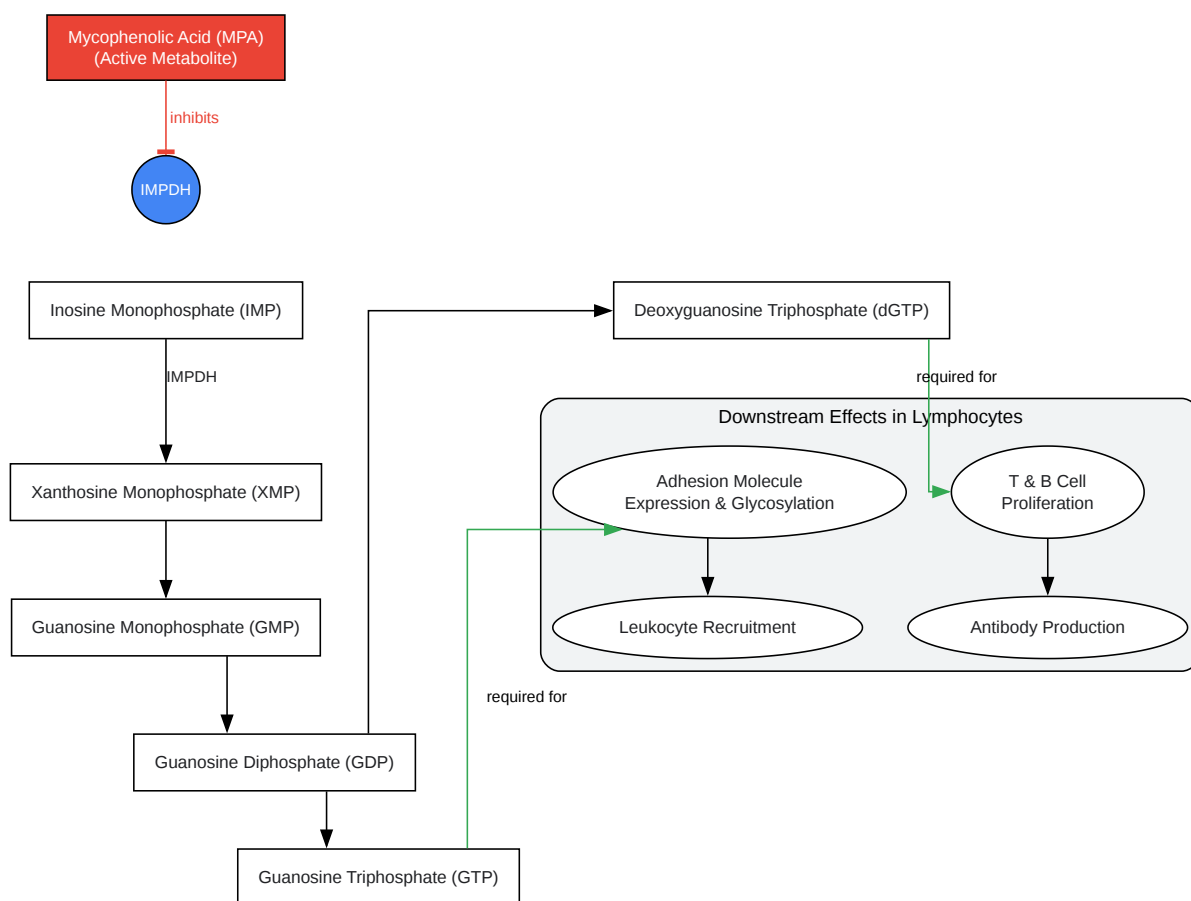 Mycophenolic Acid (MPA)
(Active Metabolite)
inhibits
IMPDH
Inosine Monophosphate (IMP)
Deoxyguanosine Triphosphate (dGTP)
IMPDH
required for
Downstream Effects in Lymphocytes
Adhesion Molecule
Expression & Glycosylation
T & B Cell
Proliferation
Xanthosine Monophosphate (XMP)
Guanosine Monophosphate (GMP)
Leukocyte Recruitment
Antibody Production
required for
Guanosine Diphosphate (GDP)
Guanosine Triphosphate (GTP)